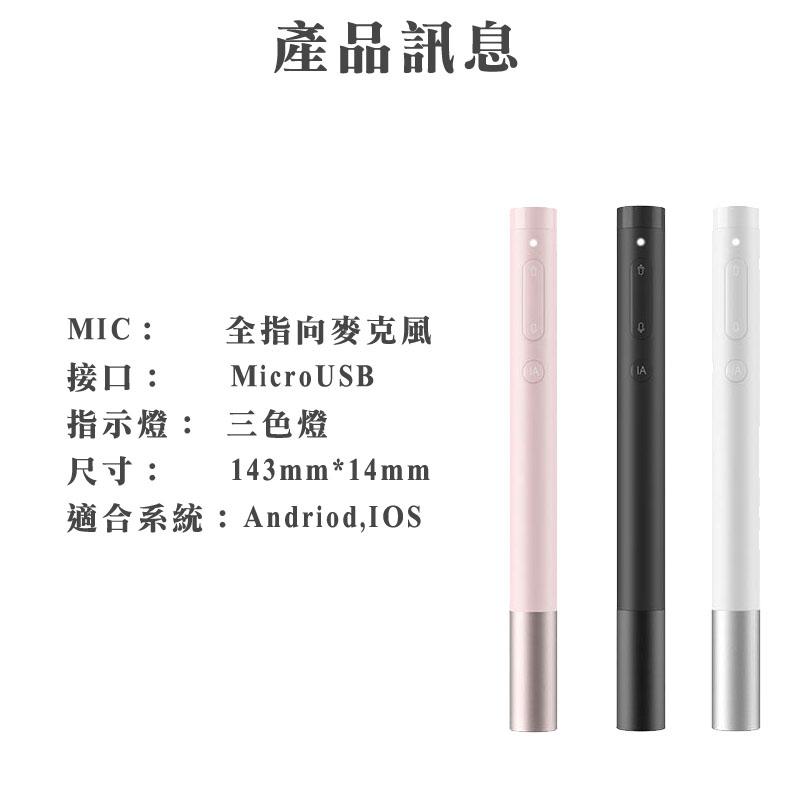 產品訊息
MIC： 全指向麥克風
接口： MicroUSB
指示燈： 三色燈
尺寸： 143mm*14mm
適合系統：Andriod,IOS
IA IA IA